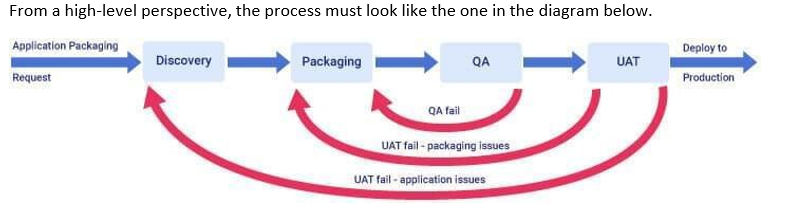 From a high-level perspective, the process must look like the one in the diagram below.
Application Packaging
Request
Discovery
Packaging
QA
UAT
Deploy to
Production
QA fail
UAT fail - packaging issues
UAT fail - application issues